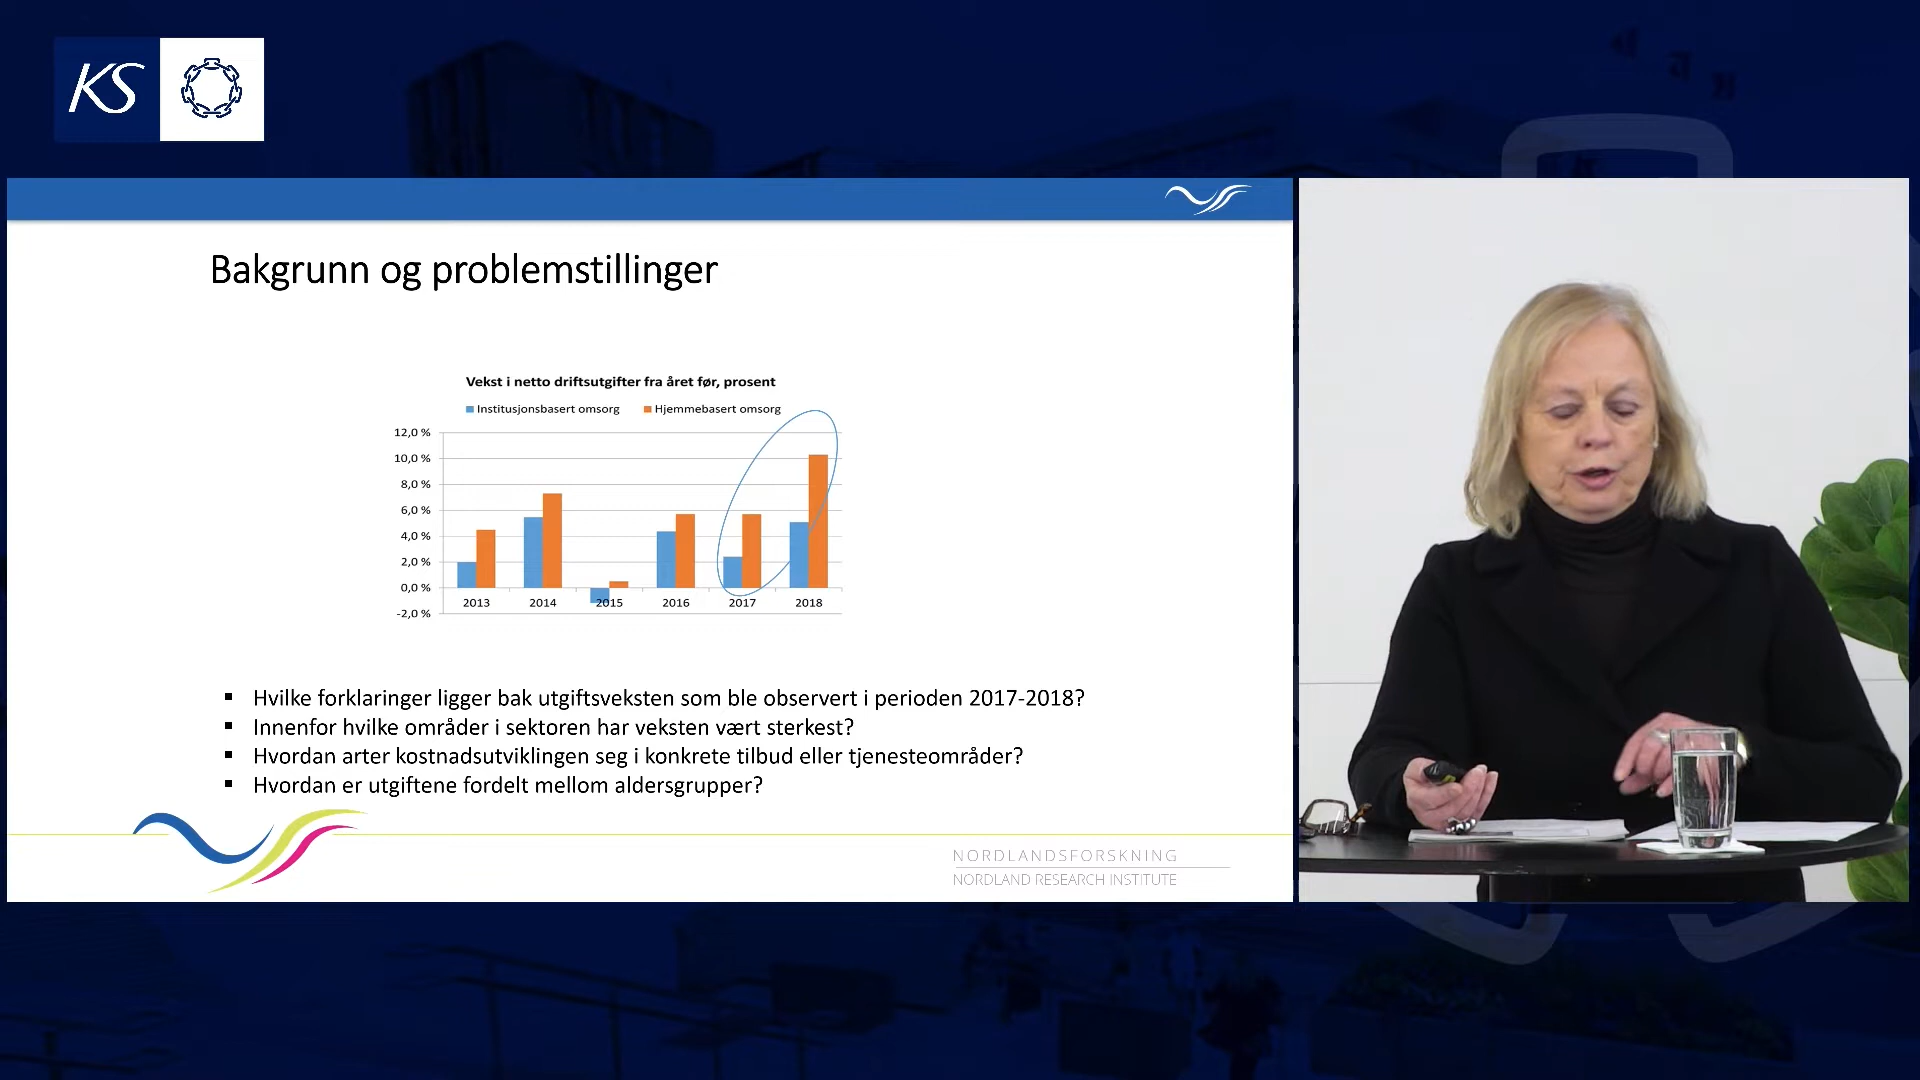 KS
Bakgrunn og problemstillinger
Vekst i netto driftsutgifter fra året før, prosent
Institusjonsbasert omsorg Hjemmebasert omsorg
12,0 %
10,0 %
8,0 %
6,0 %
4,0 %
2,0 %
0,0 %
-2,0 %
2013 2014 2015 2016 2017 2018
▪ Hvilke forklaringer ligger bak utgiftsveksten som ble observert i perioden 2017-2018?
▪ Innenfor hvilke områder i sektoren har veksten vært sterkest?
▪ Hvordan arter kostnadsutviklingen seg i konkrete tilbud eller tjenesteområder?
▪ Hvordan er utgiftene fordelt mellom aldersgrupper?
NORDLANDSFORSKNING
NORDLAND RESEARCH INSTITUTE